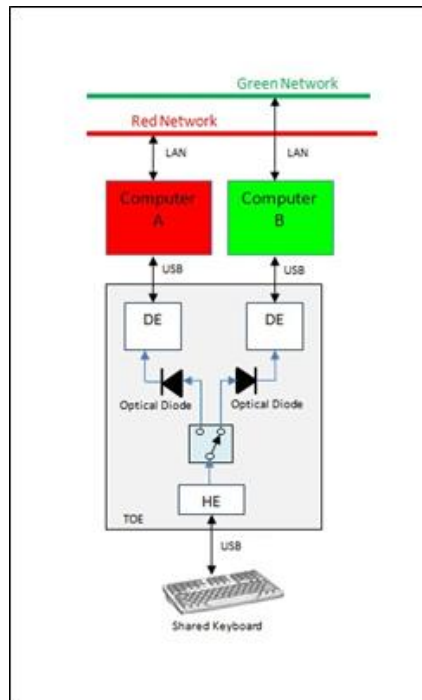 Green Network
Red Network
LAN
LAN
Computer
A
Computer
B
USB
USB
DE
DE
Optical Diode
Optical Diode
HE
TOE
USB
Shared Keyboard